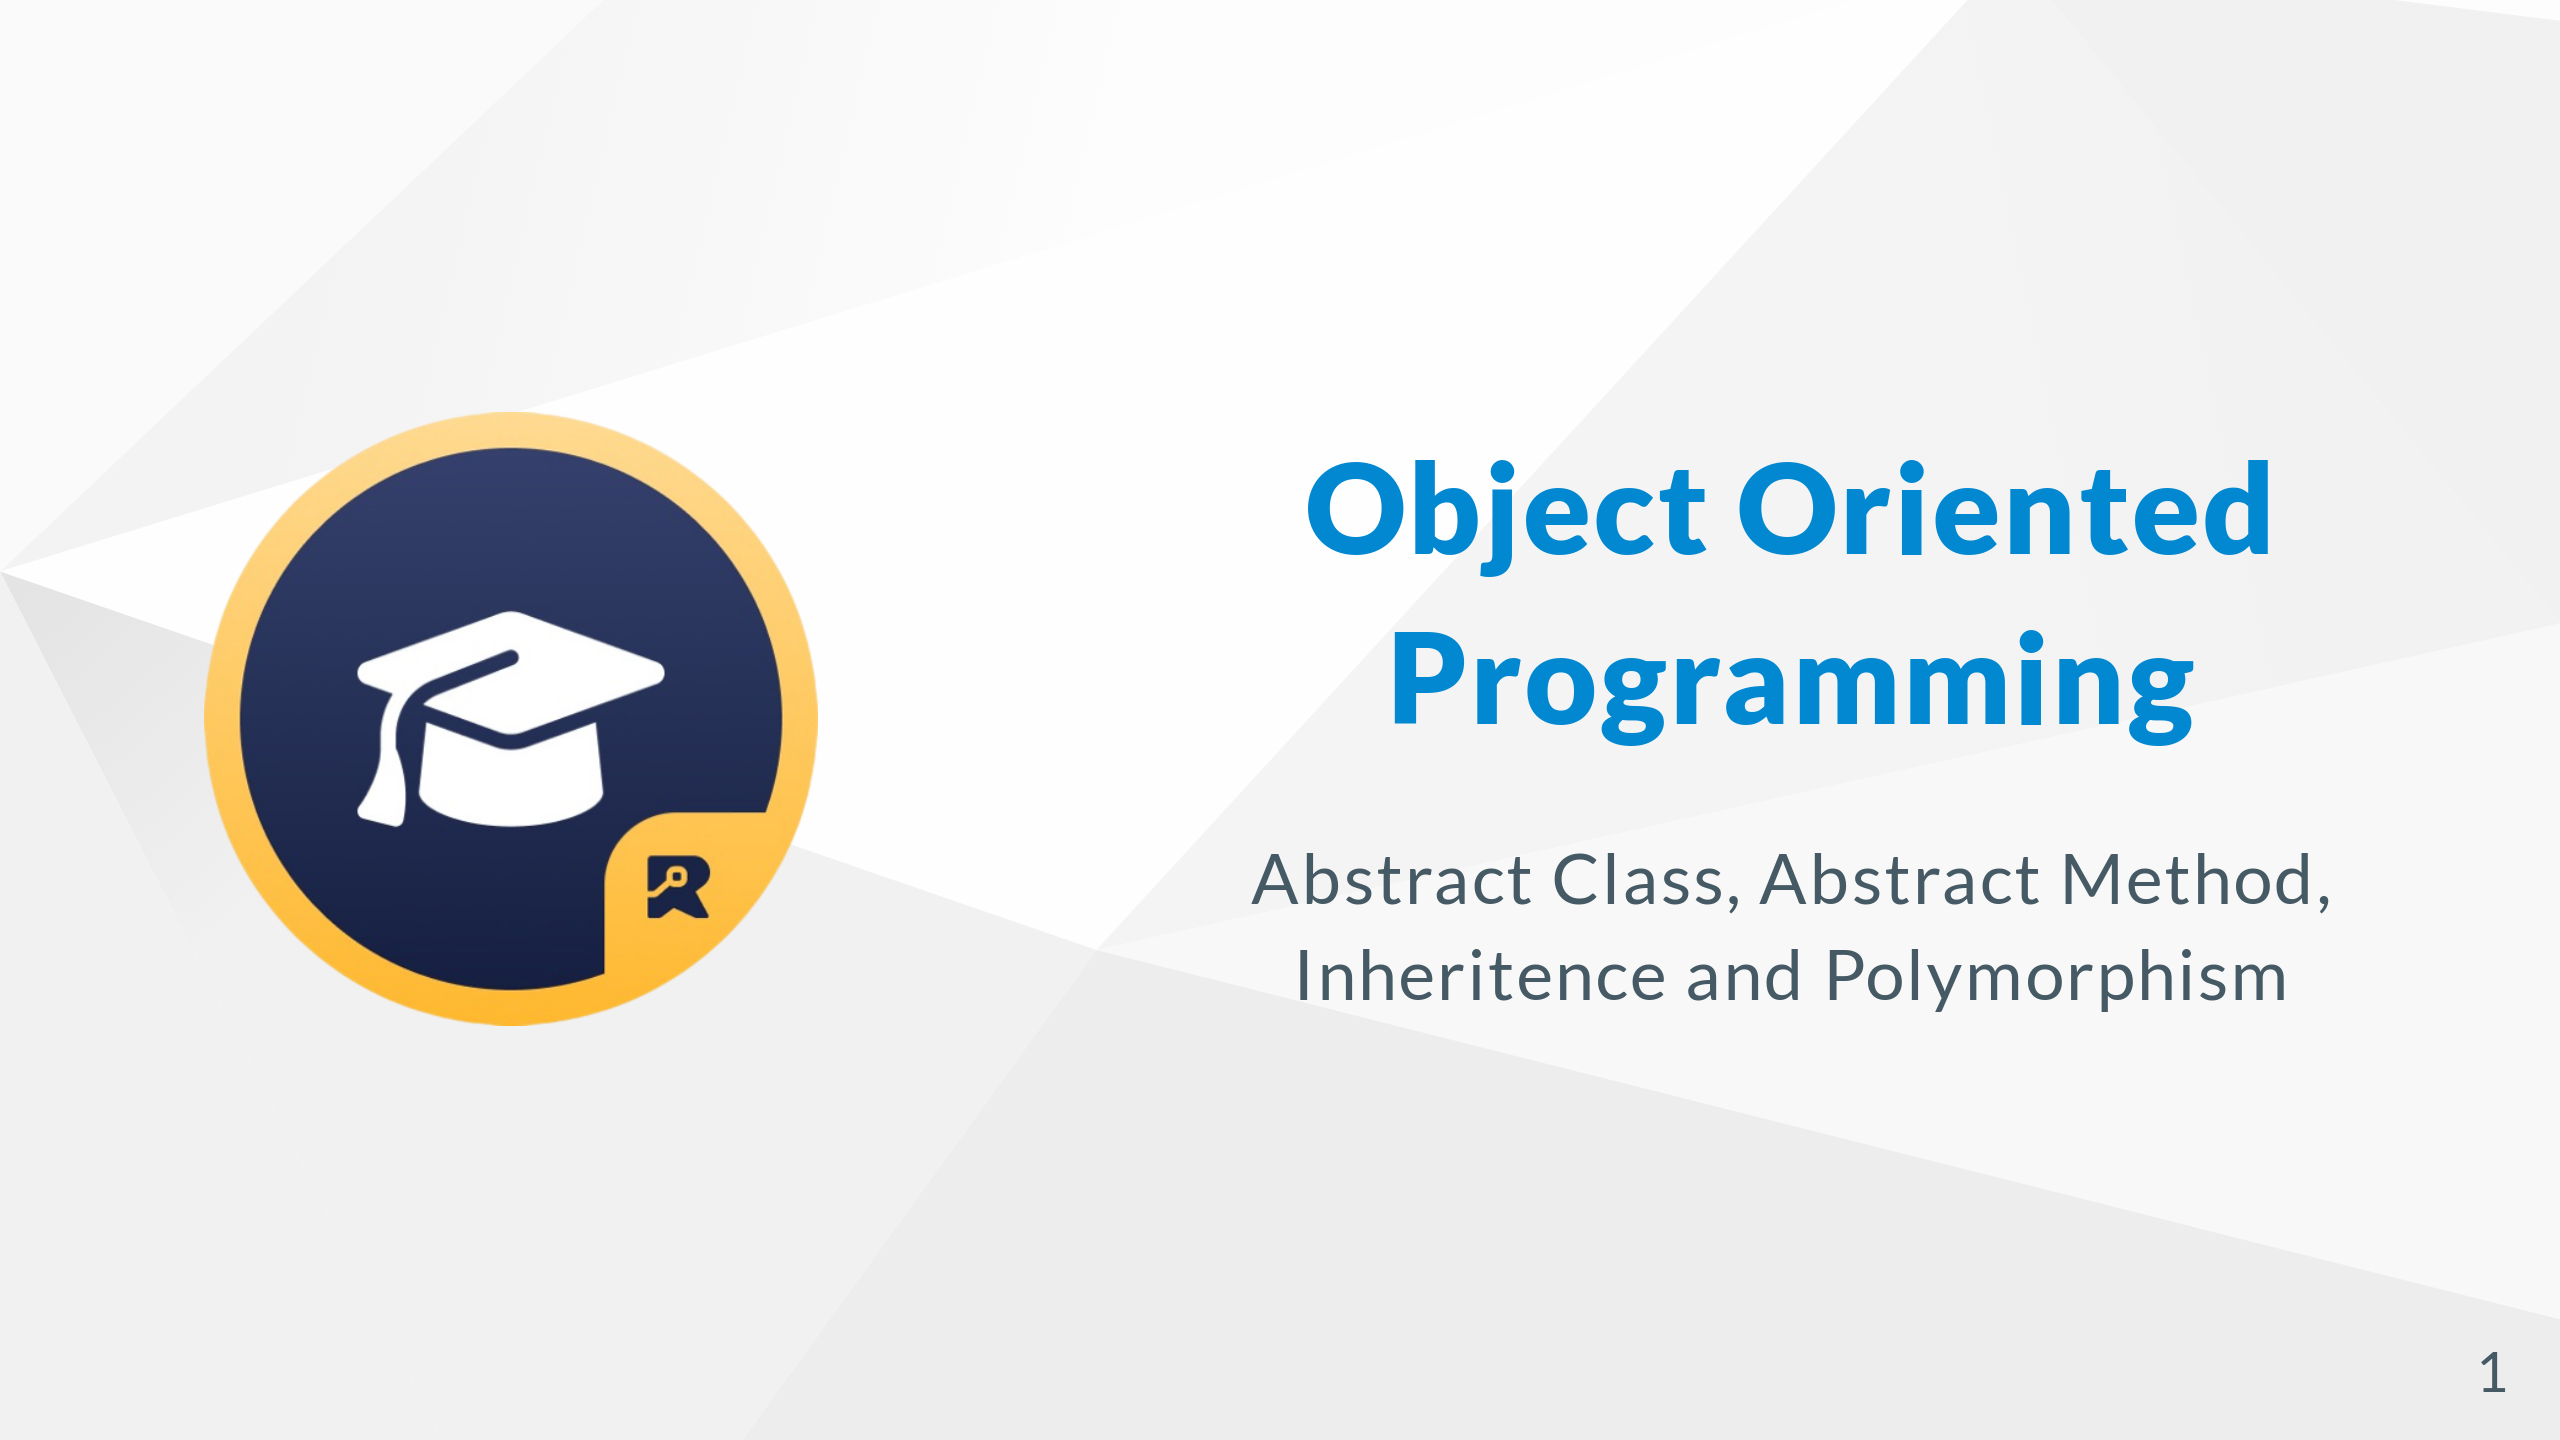 Object Oriented
Programming
Abstract Class, Abstract Method,
Inheritence and Polymorphism
R
1